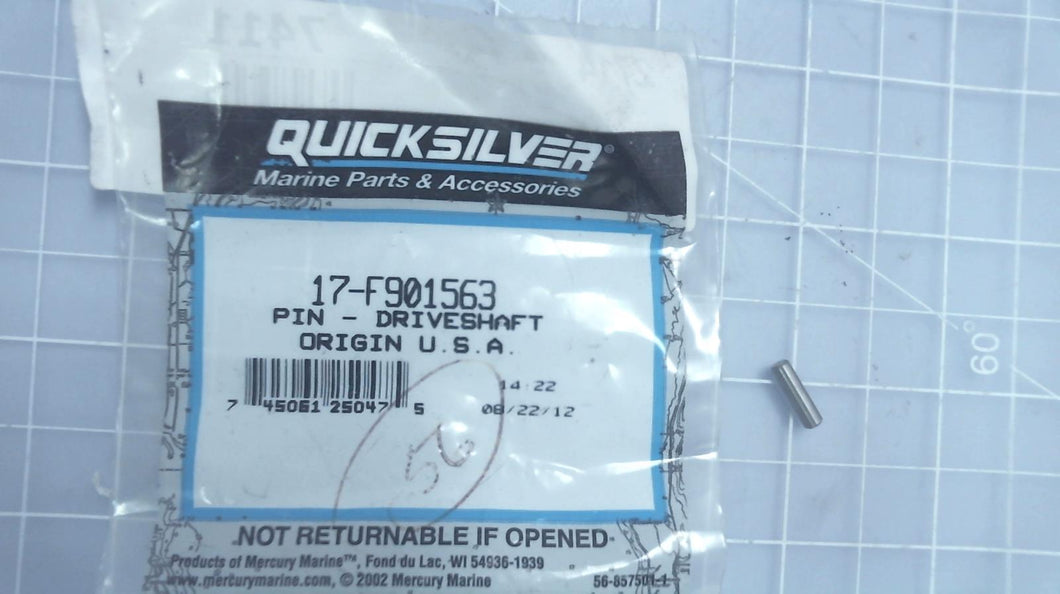 7411
QUICKSILVER®
Marine Parts & Accessories
17-F901563
PIN - DRIVESHAFT
ORIGIN U.S.A.
14:22
7 45061 25047 5
08/22/12
NOT RETURNABLE IF OPENED
Products of Mercury Marine™, Fond du Lac, WI 54936-1939
www.mercurymarine.com, © 2002 Mercury Marine
56-857501-1
60°